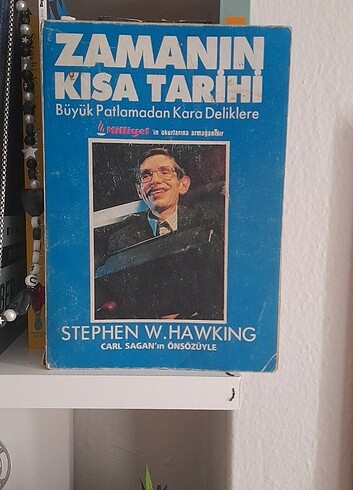 ZAMANIN
KISA TARİHİ
Büyük Patlamadan Kara Deliklere
Milliyet'in okurlarına armağanıdır
STEPHEN W. HAWKING
CARL SAGAN'ın ÖNSÖZÜYLE